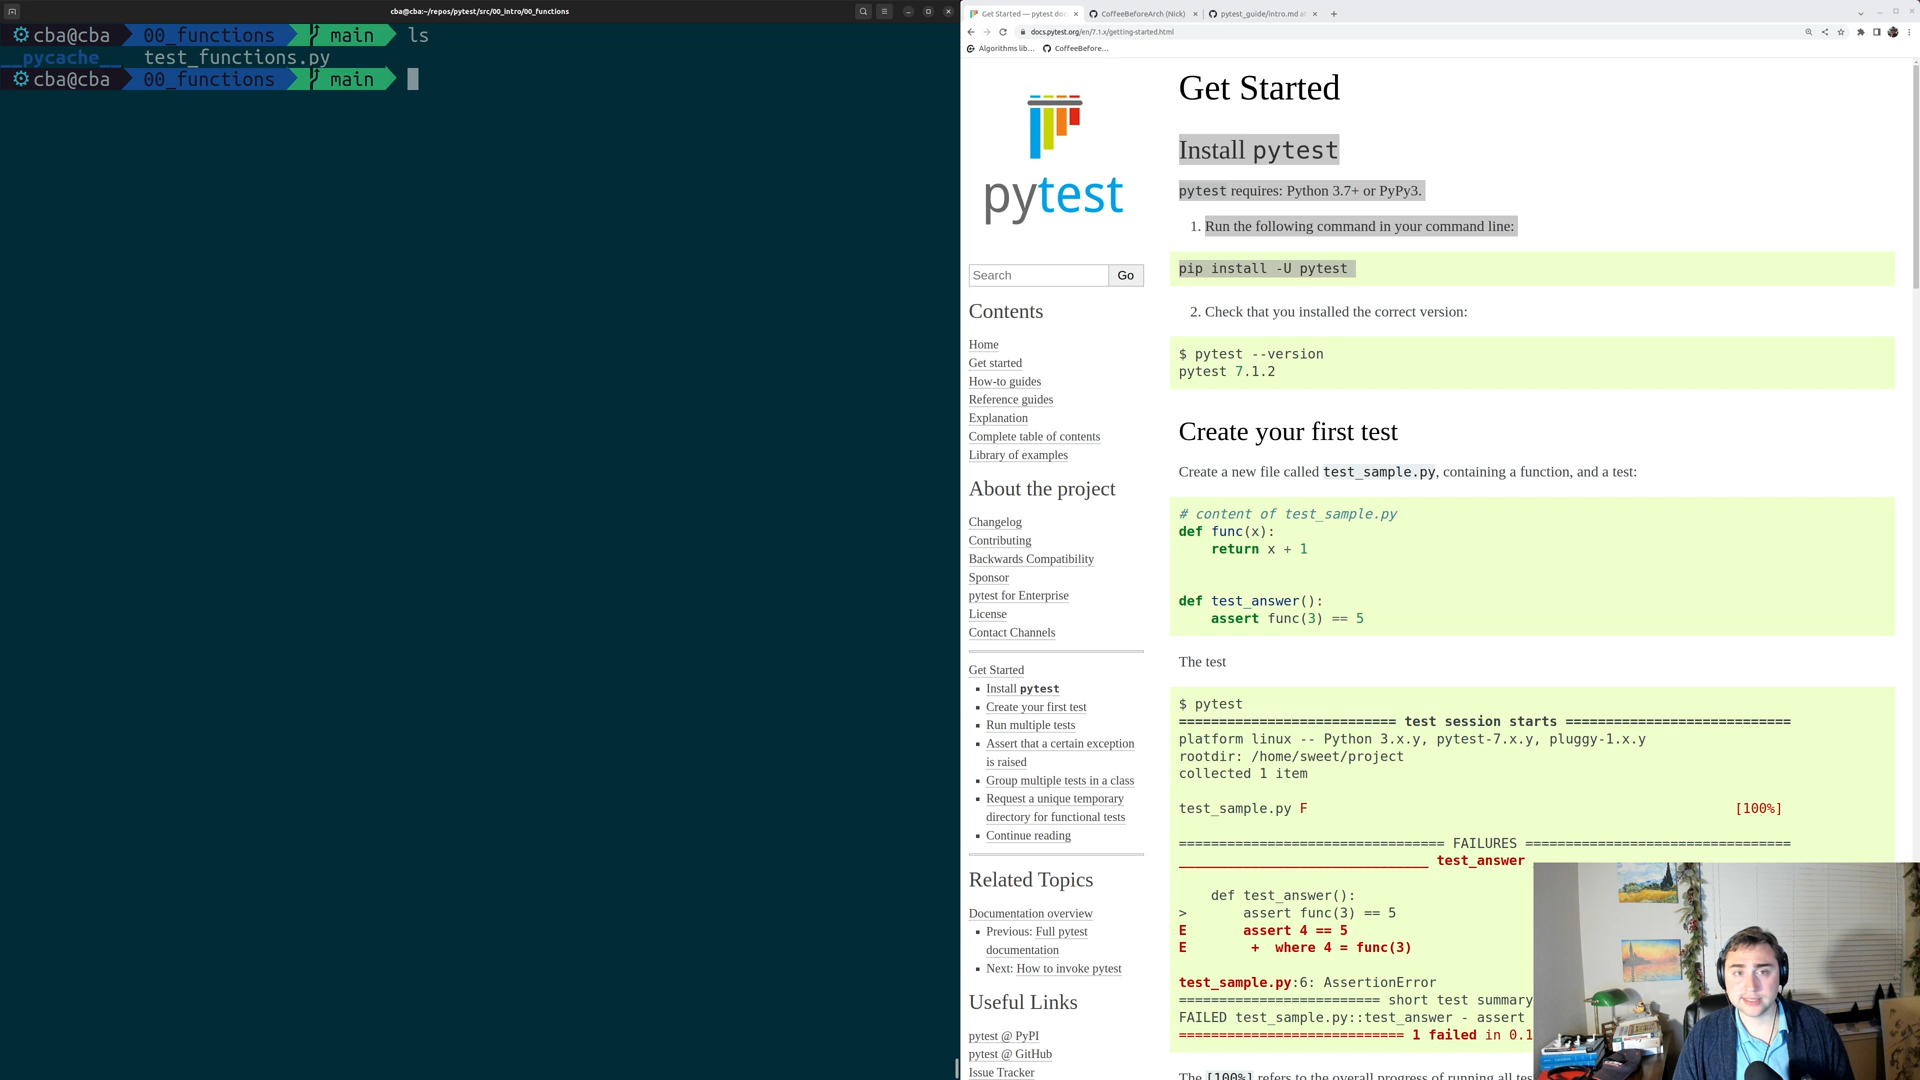 cba@cba:~/repos/pytest/src/00_intro/00_functions
cba@cba 00_functions main ls
__pycache__ test_functions.py
cba@cba 00_functions main
Get Started — pytest doc
CoffeeBeforeArch (Nick)
pytest_guide/intro.md at
docs.pytest.org/en/7.1.x/getting-started.html
Algorithms lib...
CoffeeBefore...
pytest
Search
Go
Contents
Home
Get started
How-to guides
Reference guides
Explanation
Complete table of contents
Library of examples
About the project
Changelog
Contributing
Backwards Compatibility
Sponsor
pytest for Enterprise
License
Contact Channels
Get Started
Install pytest
Create your first test
Run multiple tests
Assert that a certain exception
is raised
Group multiple tests in a class
Request a unique temporary
directory for functional tests
Continue reading
Related Topics
Documentation overview
Previous: Full pytest
documentation
Next: How to invoke pytest
Useful Links
pytest @ PyPI
pytest @ GitHub
Issue Tracker
Get Started
Install pytest
pytest requires: Python 3.7+ or PyPy3.
1. Run the following command in your command line:
pip install -U pytest
2. Check that you installed the correct version:
$ pytest --version
pytest 7.1.2
Create your first test
Create a new file called test_sample.py, containing a function, and a test:
# content of test_sample.py
def func(x):
    return x + 1
def test_answer():
    assert func(3) == 5
The test
$ pytest
=========================== test session starts ============================
platform linux -- Python 3.x.y, pytest-7.x.y, pluggy-1.x.y
rootdir: /home/sweet/project
collected 1 item
test_sample.py F [100%]
================================= FAILURES =================================
_______________________________ test_answer
    def test_answer():
>       assert func(3) == 5
E       assert 4 == 5
E        +  where 4 = func(3)
test_sample.py:6: AssertionError
========================= short test summary
FAILED test_sample.py::test_answer - assert
============================ 1 failed in 0.1
The [100%] refers to the overall progress of running all